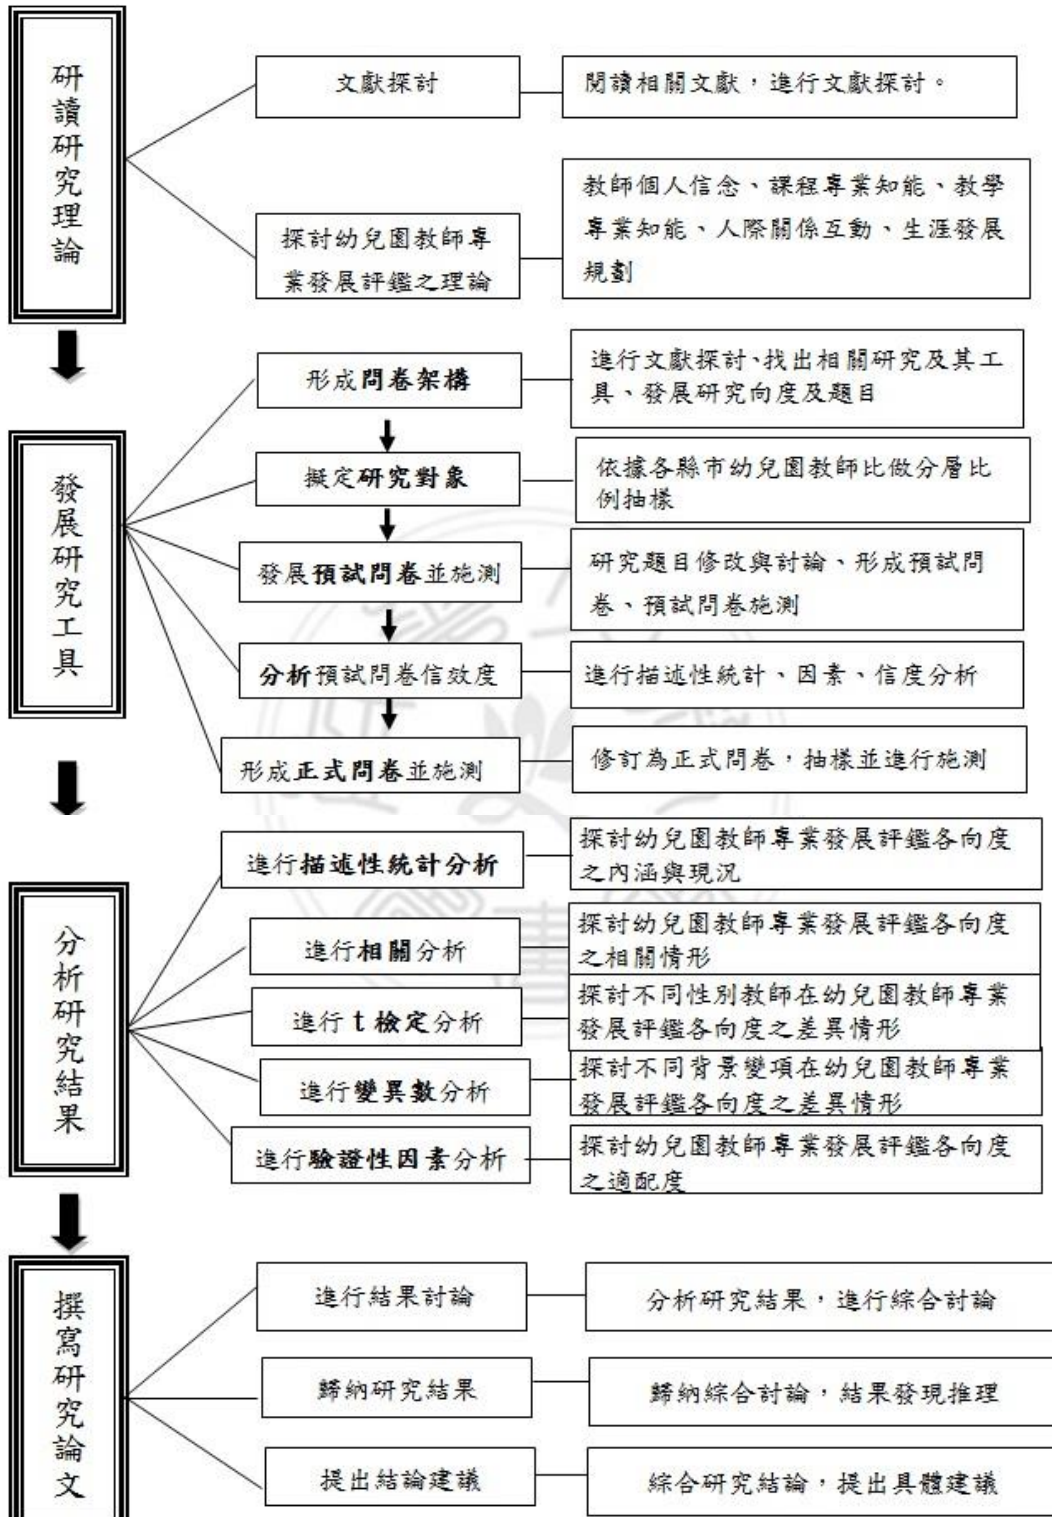 研讀研究理論
文獻探討
閱讀相關文獻，進行文獻探討。
探討幼兒園教師專
業發展評鑑之理論
教師個人信念、課程專業知能、教學
專業知能、人際關係互動、生涯發展
規劃
發展研究工具
形成問卷架構
進行文獻探討、找出相關研究及其工
具、發展研究向度及題目
擬定研究對象
依據各縣市幼兒園教師比做分層比
例抽樣
發展預試問卷並施測
研究題目修改與討論、形成預試問
卷、預試問卷施測
分析預試問卷信效度
進行描述性統計、因素、信度分析
形成正式問卷並施測
修訂為正式問卷，抽樣並進行施測
分析研究結果
進行描述性統計分析
探討幼兒園教師專業發展評鑑各向度
之內涵與現況
進行相關分析
探討幼兒園教師專業發展評鑑各向度
之相關情形
進行 t 檢定分析
探討不同性別教師在幼兒園教師專業
發展評鑑各向度之差異情形
進行變異數分析
探討不同背景變項在幼兒園教師專業
發展評鑑各向度之差異情形
進行驗證性因素分析
探討幼兒園教師專業發展評鑑各向度
之適配度
撰寫研究論文
進行結果討論
分析研究結果，進行綜合討論
歸納研究結果
歸納綜合討論，結果發現推理
提出結論建議
綜合研究結論，提出具體建議